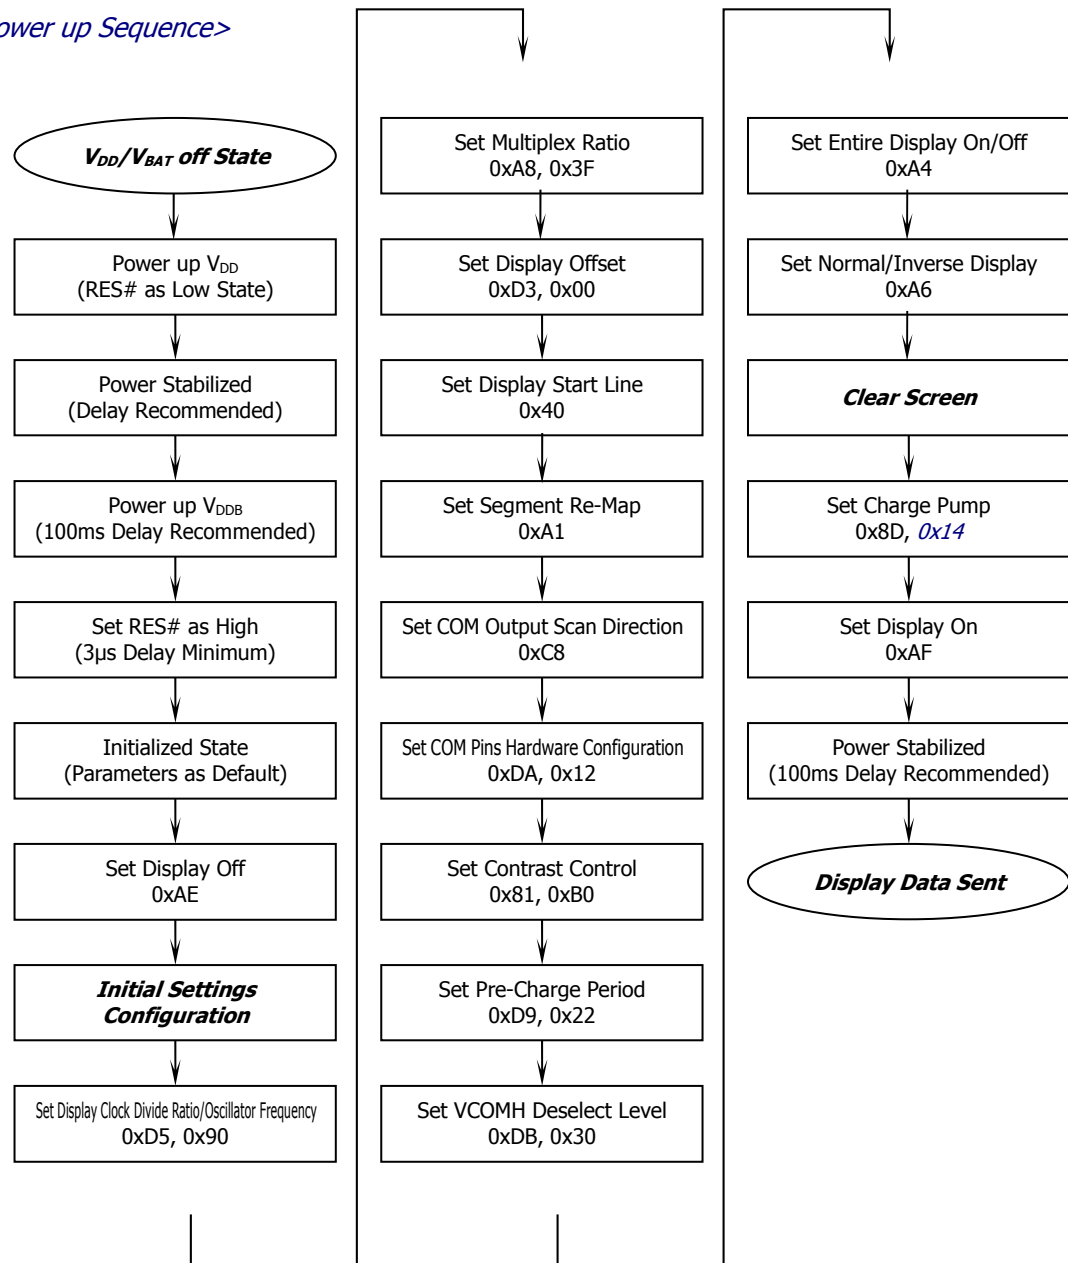 ower up Sequence>
V_DD/V_BAT off State
Power up V_DD
(RES# as Low State)
Power Stabilized
(Delay Recommended)
Power up V_DDB
(100ms Delay Recommended)
Set RES# as High
(3μs Delay Minimum)
Initialized State
(Parameters as Default)
Set Display Off
0xAE
Initial Settings
Configuration
Set Display Clock Divide Ratio/Oscillator Frequency
0xD5, 0x90
Set Multiplex Ratio
0xA8, 0x3F
Set Display Offset
0xD3, 0x00
Set Display Start Line
0x40
Set Segment Re-Map
0xA1
Set COM Output Scan Direction
0xC8
Set COM Pins Hardware Configuration
0xDA, 0x12
Set Contrast Control
0x81, 0xB0
Set Pre-Charge Period
0xD9, 0x22
Set VCOMH Deselect Level
0xDB, 0x30
Set Entire Display On/Off
0xA4
Set Normal/Inverse Display
0xA6
Clear Screen
Set Charge Pump
0x8D, 0x14
Set Display On
0xAF
Power Stabilized
(100ms Delay Recommended)
Display Data Sent